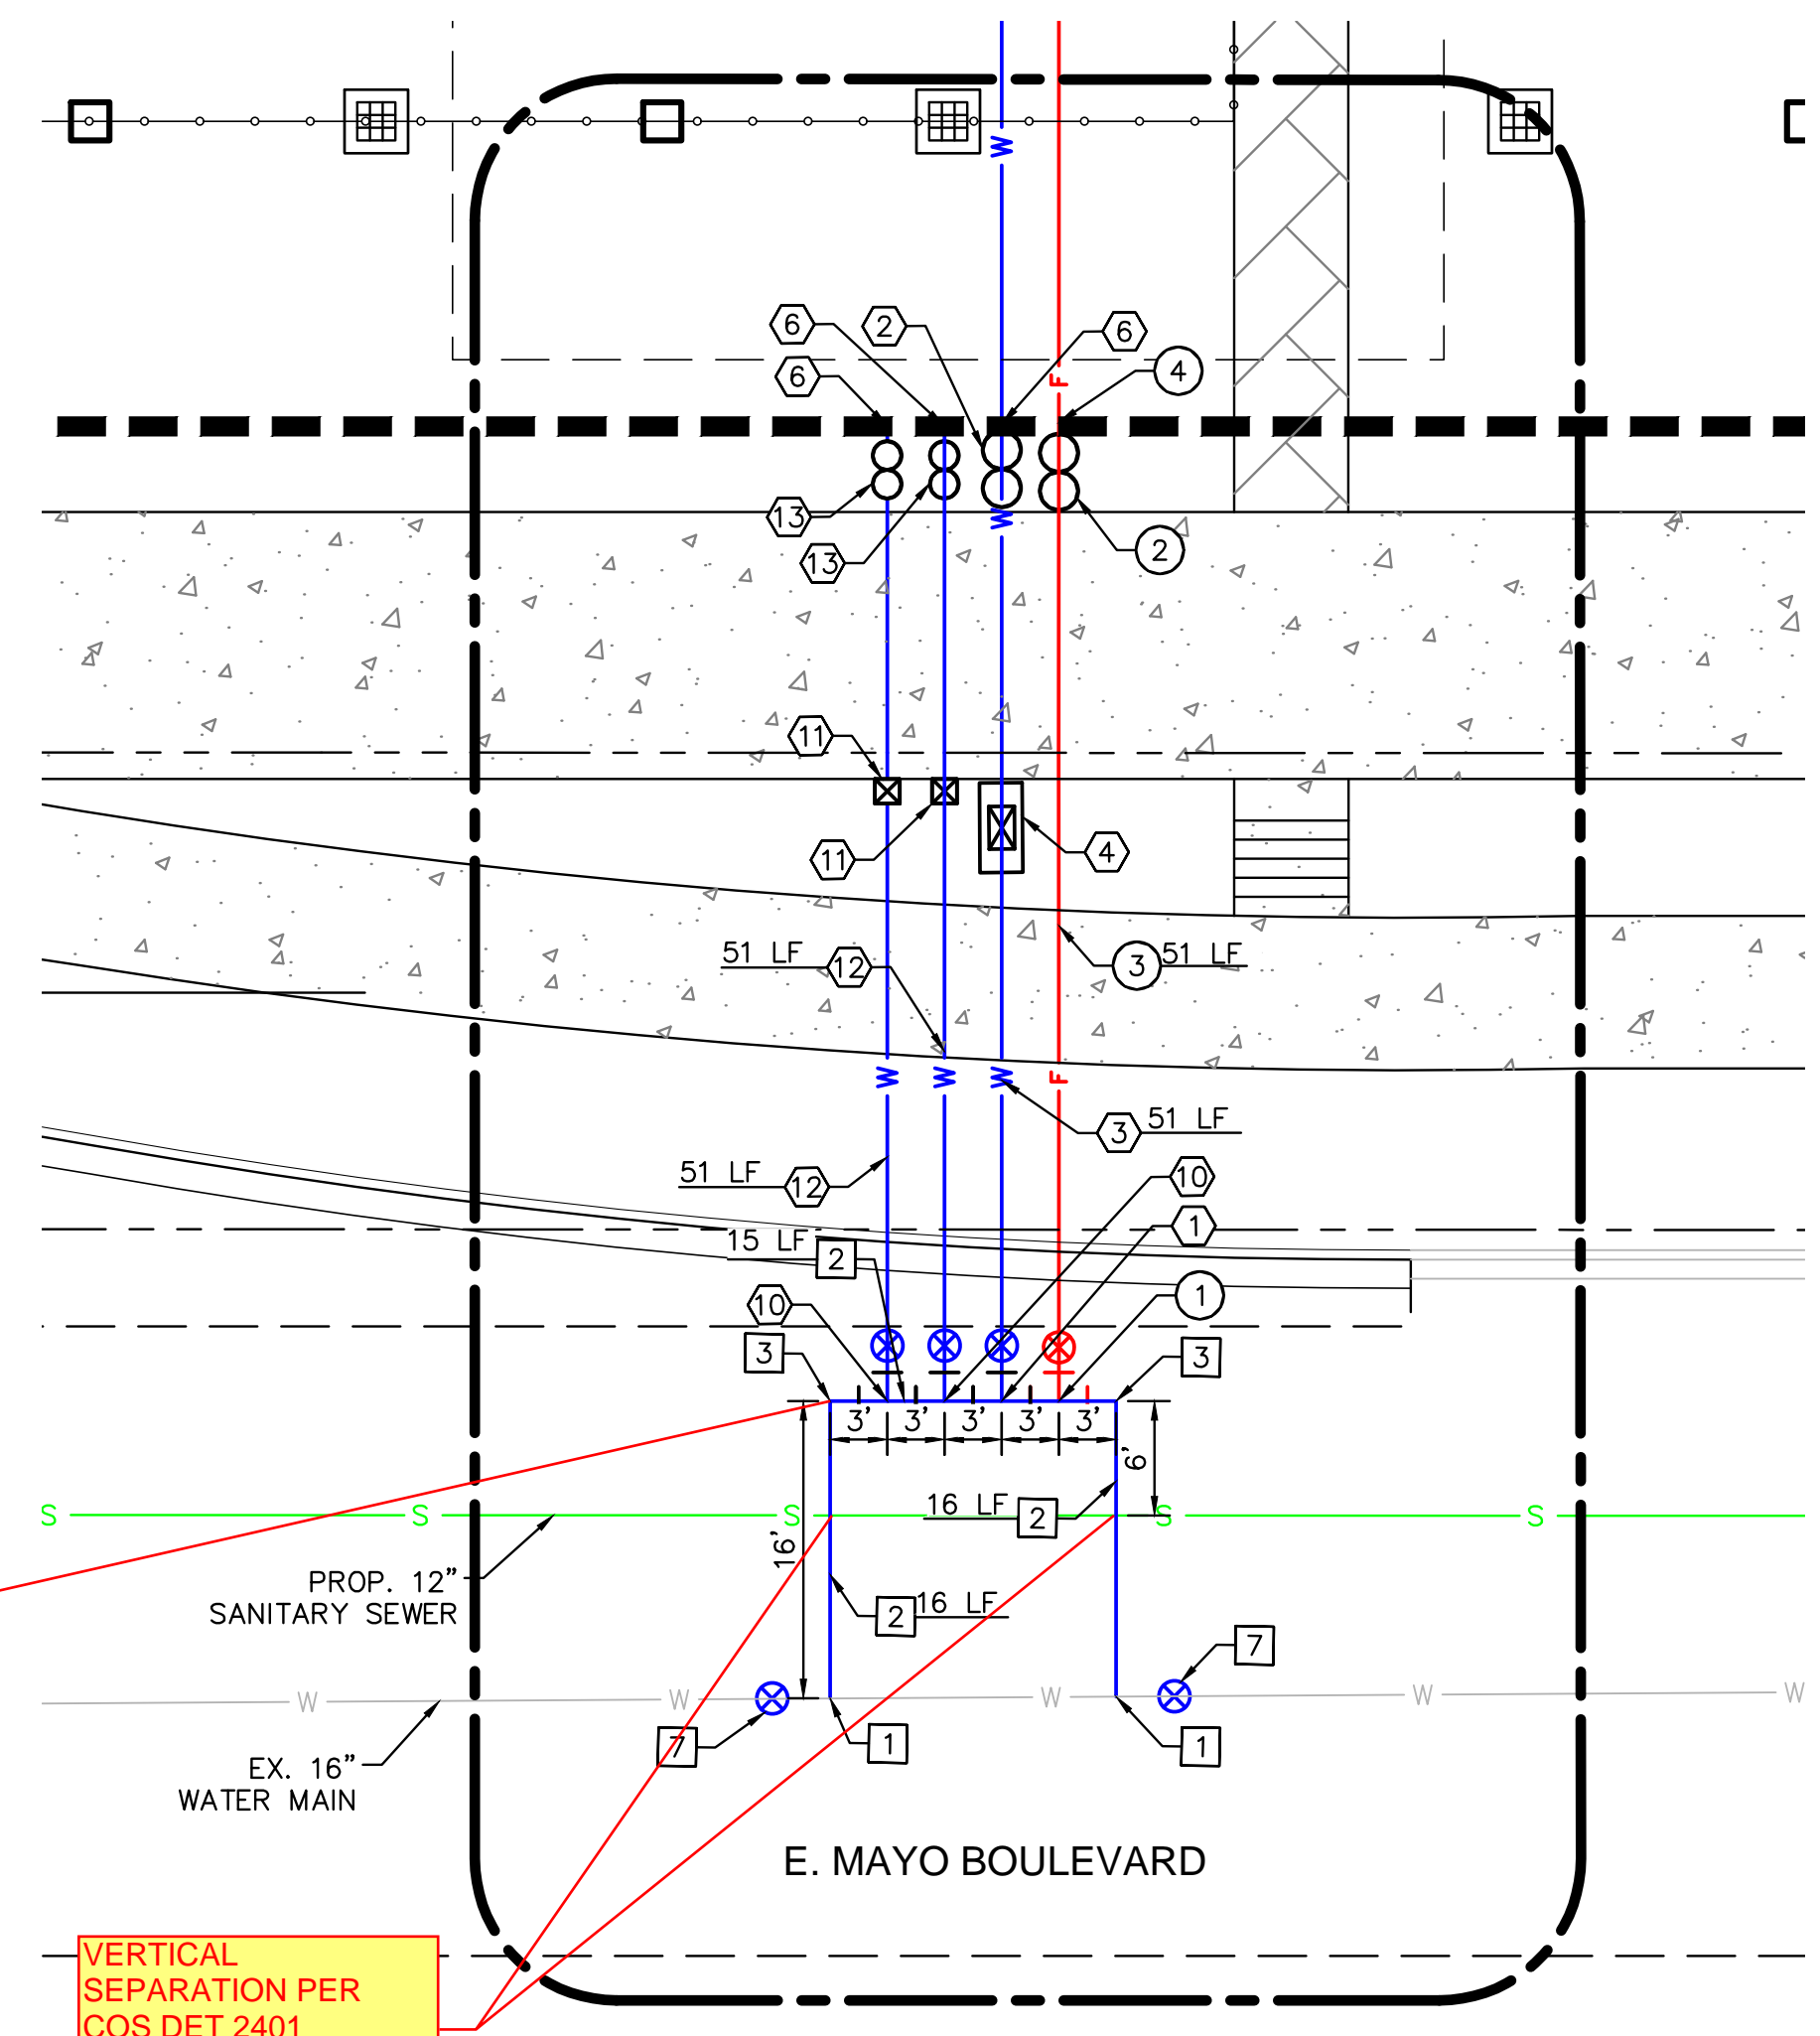 W
6
2
6
6
F
4
13
W
13
2
11
11
4
51 LF
12
3
51 LF
W
W
W
F
3
51 LF
10
51 LF
12
1
15 LF
2
10
1
3
3
3'
3'
3'
3'
3'
6'
S
S
S
16 LF
2
S
S
16'
PROP. 12"
SANITARY SEWER
2
16 LF
7
W
W
W
W
W
7
1
1
EX. 16"
WATER MAIN
E. MAYO BOULEVARD
VERTICAL
SEPARATION PER
COS DET 2401